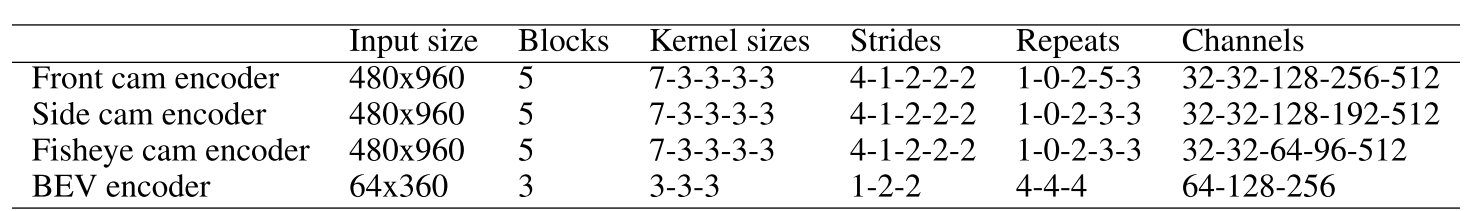 Input size Blocks Kernel sizes Strides Repeats Channels
Front cam encoder 480x960 5 7-3-3-3-3 4-1-2-2-2 1-0-2-5-3 32-32-128-256-512
Side cam encoder 480x960 5 7-3-3-3-3 4-1-2-2-2 1-0-2-3-3 32-32-128-192-512
Fisheye cam encoder 480x960 5 7-3-3-3-3 4-1-2-2-2 1-0-2-3-3 32-32-64-96-512
BEV encoder 64x360 3 3-3-3 1-2-2 4-4-4 64-128-256